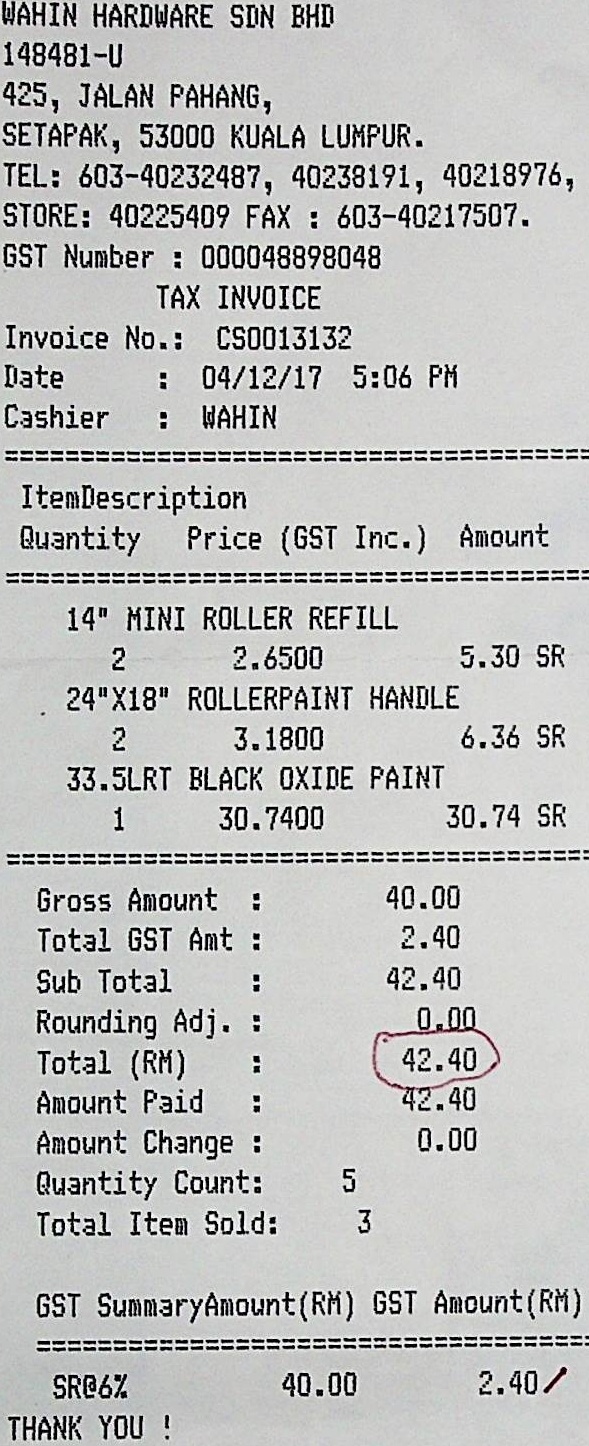 WAHIN HARDWARE SDN BHD
148481-U
425, JALAN PAHANG,
SETAPAK, 53000 KUALA LUMPUR.
TEL: 603-40232487, 40238191, 40218976,
STORE: 40225409 FAX : 603-40217507.
GST Number : 000048898048
TAX INVOICE
Invoice No.: CS0013132
Date : 04/12/17 5:06 PM
Cashier : WAHIN
=======================================
ItemDescription
Quantity Price (GST Inc.) Amount
=======================================
14" MINI ROLLER REFILL
2 2.6500 5.30 SR
24"X18" ROLLERPAINT HANDLE
2 3.1800 6.36 SR
33.5LRT BLACK OXIDE PAINT
1 30.7400 30.74 SR
=======================================
Gross Amount : 40.00
Total GST Amt : 2.40
Sub Total : 42.40
Rounding Adj. : 0.00
Total (RM) : 42.40
Amount Paid : 42.40
Amount Change : 0.00
Quantity Count: 5
Total Item Sold: 3
GST SummaryAmount(RM) GST Amount(RM)
=====================================
SR@6% 40.00 2.40
THANK YOU !